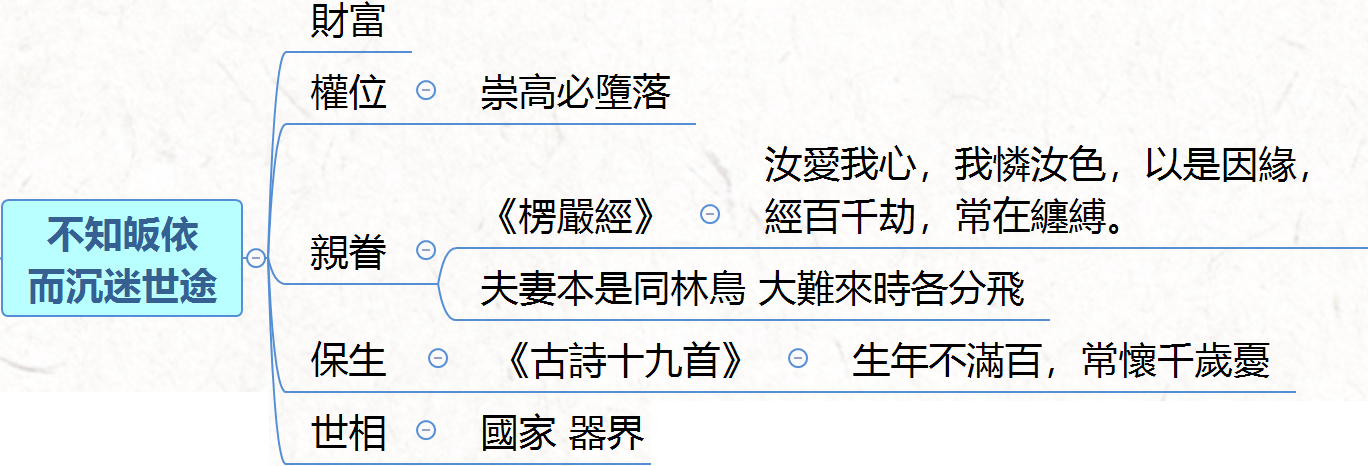 不知皈依
而沉迷世途
財富
權位
崇高必墮落
親眷
《楞嚴經》
汝愛我心，我憐汝色，以是因緣，
經百千劫，常在纏縛。
夫妻本是同林鳥 大難來時各分飛
保生
《古詩十九首》
生年不滿百，常懷千歲憂
世相
國家 器界